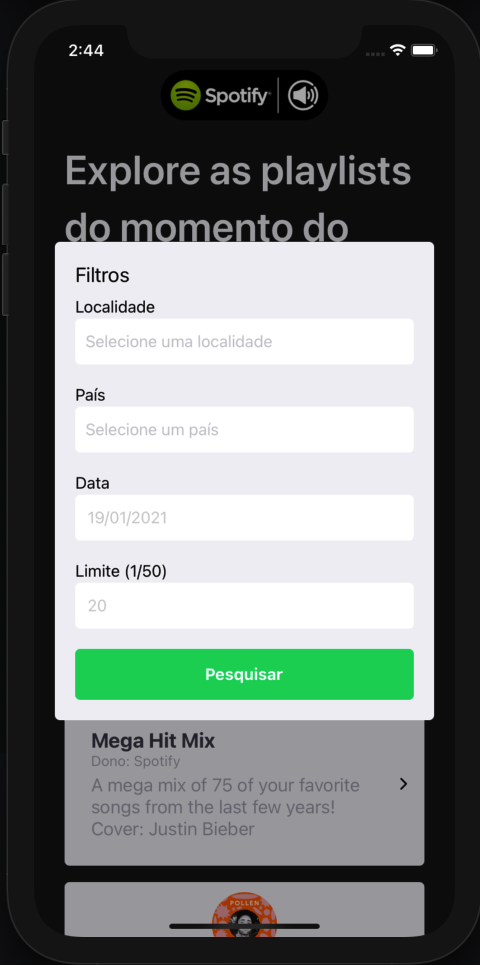 2:44
Spotify
Explore as playlists
do momento do
Filtros
Localidade
Selecione uma localidade
País
Selecione um país
Data
19/01/2021
Limite (1/50)
20
Pesquisar
Mega Hit Mix
Dono: Spotify
A mega mix of 75 of your favorite
songs from the last few years!
Cover: Justin Bieber
POLLEN